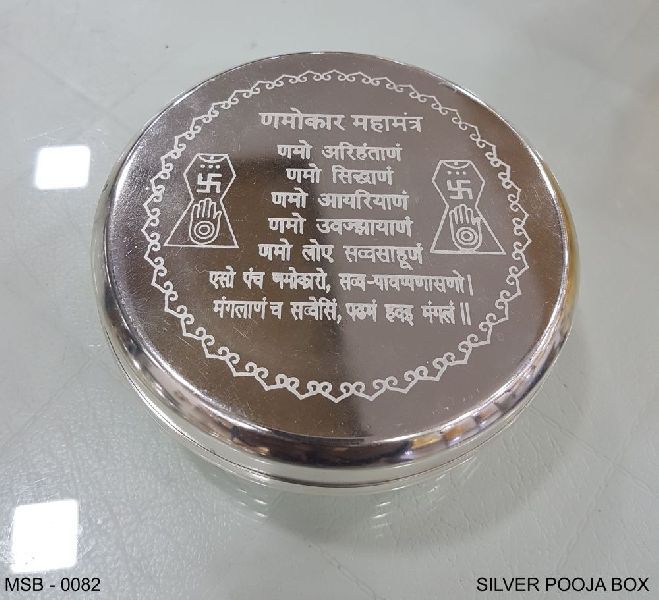 णमोकार महामंत्र
णमो अरिहंताणं
णमो सिद्धाणं
णमो आयरियाणं
णमो उवज्झायाणं
णमो लोए सव्वसाहूणं
एसो पंच णमोकारो, सव्व-पावप्पणासणो।
मंगलाणं च सव्वेसिं, पढमं हवइ मंगलं॥
MSB - 0082
SILVER POOJA BOX